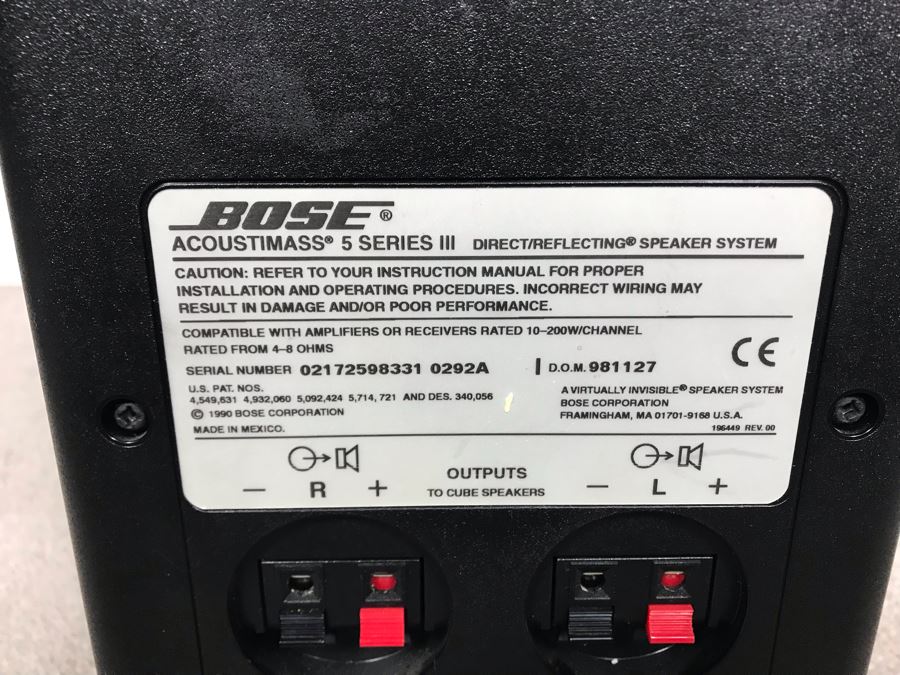 BOSE®
ACOUSTIMASS® 5 SERIES III DIRECT/REFLECTING® SPEAKER SYSTEM
CAUTION: REFER TO YOUR INSTRUCTION MANUAL FOR PROPER
INSTALLATION AND OPERATING PROCEDURES. INCORRECT WIRING MAY
RESULT IN DAMAGE AND/OR POOR PERFORMANCE.
COMPATIBLE WITH AMPLIFIERS OR RECEIVERS RATED 10–200W/CHANNEL
RATED FROM 4–8 OHMS
CE
SERIAL NUMBER 02172598331 0292A
D.O.M. 981127
U.S. PAT. NOS.
4,549,631 4,932,060 5,092,424 5,714,721 AND DES. 340,056
© 1990 BOSE CORPORATION
MADE IN MEXICO.
A VIRTUALLY INVISIBLE® SPEAKER SYSTEM
BOSE CORPORATION
FRAMINGHAM, MA 01701-9168 U.S.A.
196449 REV. 00
– R +
OUTPUTS
TO CUBE SPEAKERS
– L +